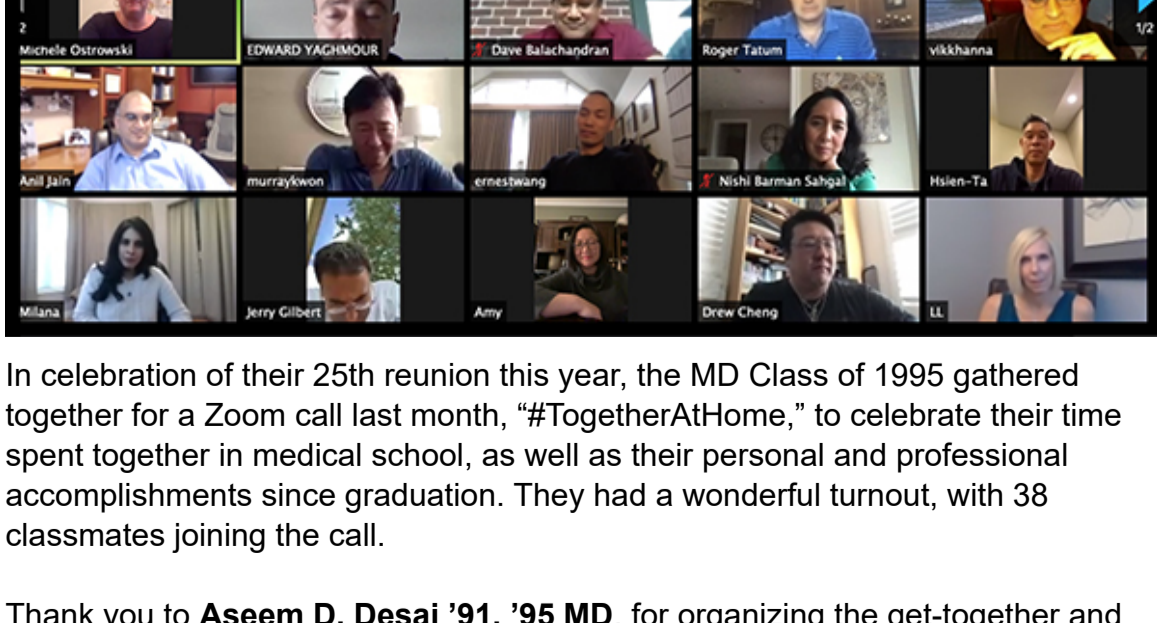 2
1/2
Michele Ostrowski
EDWARD YAGHMOUR
Dave Balachandran
Roger Tatum
vikkhanna
Anil Jain
murraykwon
ernestwang
Nishi Barman Sahgal
Hsien-Ta
Milana
Jerry Gilbert
Amy
Drew Cheng
LL
In celebration of their 25th reunion this year, the MD Class of 1995 gathered
together for a Zoom call last month, “#TogetherAtHome,” to celebrate their time
spent together in medical school, as well as their personal and professional
accomplishments since graduation. They had a wonderful turnout, with 38
classmates joining the call.
Thank you to Aseem D. Desai ’91, ’95 MD, for organizing the get-together and